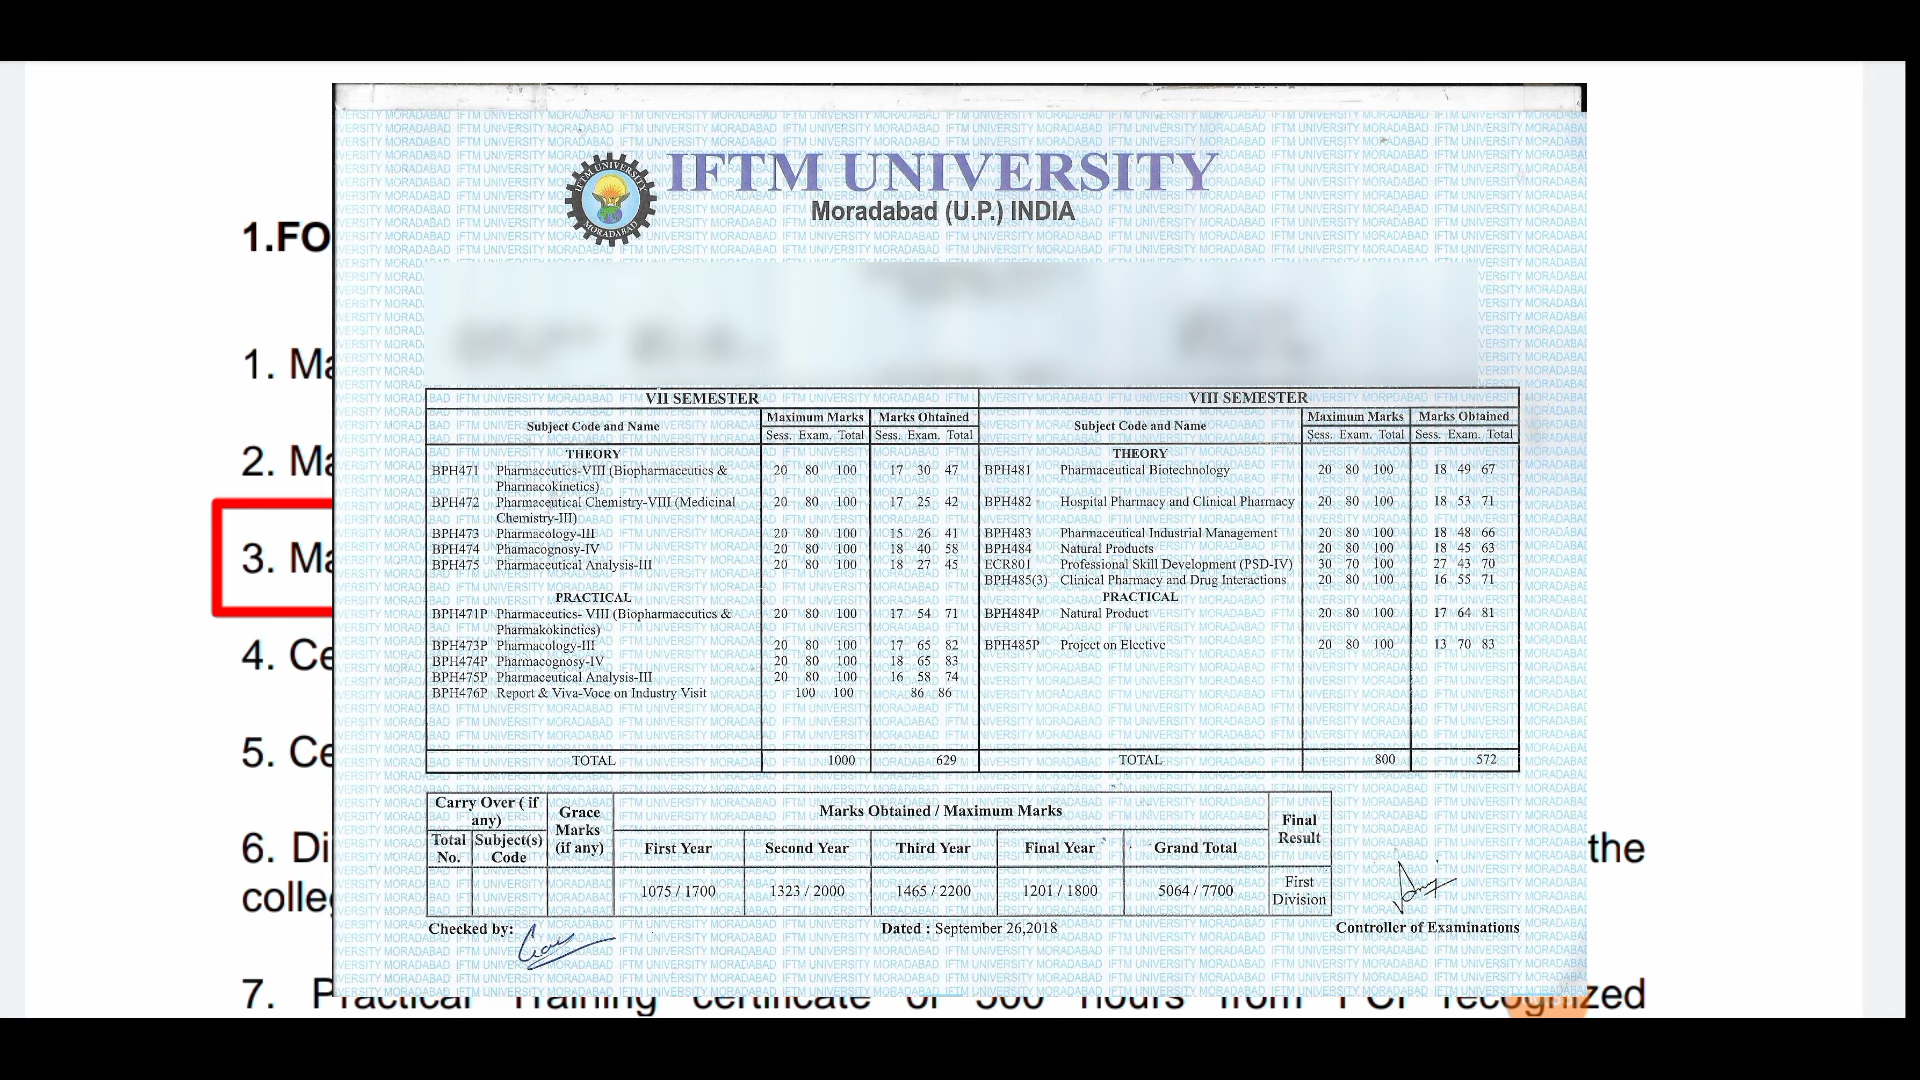 1.FO
1. Ma
2. Ma
3. Ma
4. Ce
5. Ce
6. Di
the
colle
7. Practical Training certificate of 500 hours from PCI recognized
IFTM UNIVERSITY
Moradabad (U.P.) INDIA
VII SEMESTER
Subject Code and Name Maximum Marks Marks Obtained
Sess. Exam. Total Sess. Exam. Total
THEORY
BPH471 Pharmaceutics-VIII (Biopharmaceutics & 20 80 100 17 30 47
Pharmacokinetics)
BPH472 Pharmaceutical Chemistry-VIII (Medicinal 20 80 100 17 25 42
Chemistry-III)
BPH473 Pharmacology-III 20 80 100 15 26 41
BPH474 Phamacognosy-IV 20 80 100 18 40 58
BPH475 Pharmaceutical Analysis-III 20 80 100 18 27 45
PRACTICAL
BPH471P Pharmaceutics- VIII (Biopharmaceutics & 20 80 100 17 54 71
Pharmakokinetics)
BPH473P Pharmacology-III 20 80 100 17 65 82
BPH474P Pharmacognosy-IV 20 80 100 18 65 83
BPH475P Pharmaceutical Analysis-III 20 80 100 16 58 74
BPH476P Report & Viva-Voce on Industry Visit 100 100 86 86
TOTAL 1000 629
VIII SEMESTER
Subject Code and Name Maximum Marks Marks Obtained
Sess. Exam. Total Sess. Exam. Total
THEORY
BPH481 Pharmaceutical Biotechnology 20 80 100 18 49 67
BPH482 Hospital Pharmacy and Clinical Pharmacy 20 80 100 18 53 71
BPH483 Pharmaceutical Industrial Management 20 80 100 18 48 66
BPH484 Natural Products 20 80 100 18 45 63
ECR801 Professional Skill Development (PSD-IV) 30 70 100 27 43 70
BPH485(3) Clinical Pharmacy and Drug Interactions 20 80 100 16 55 71
PRACTICAL
BPH484P Natural Product 20 80 100 17 64 81
BPH485P Project on Elective 20 80 100 13 70 83
TOTAL 800 572
Carry Over ( if any)
Total No. Subject(s) Code
Grace Marks (if any)
Marks Obtained / Maximum Marks
First Year Second Year Third Year Final Year Grand Total
Final Result
1075 / 1700 1323 / 2000 1465 / 2200 1201 / 1800 5064 / 7700 First Division
Checked by: Dated : September 26,2018 Controller of Examinations